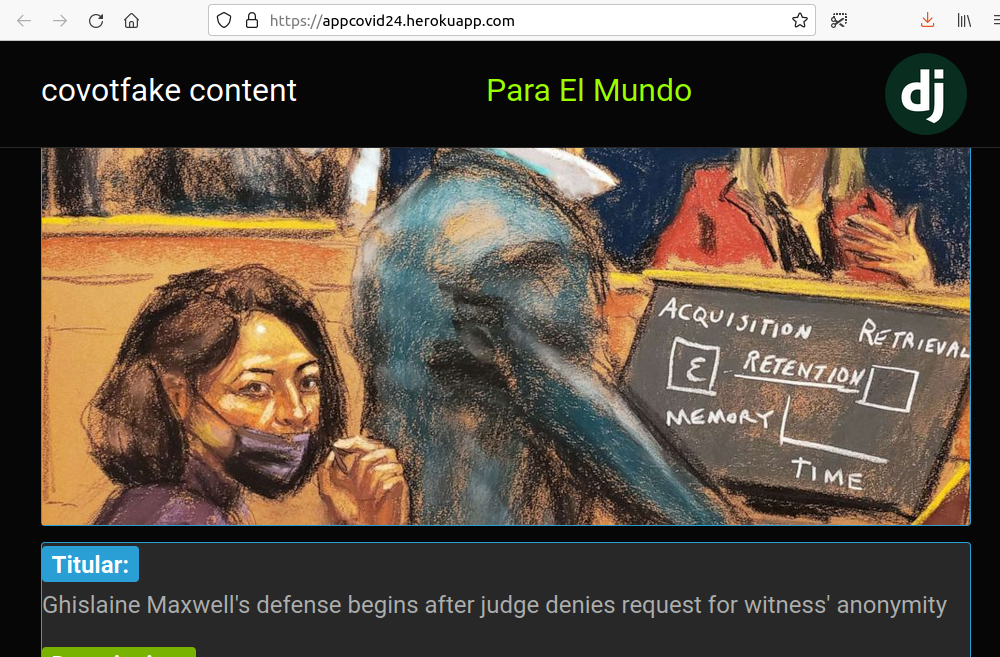 https://appcovid24.herokuapp.com
covotfake content
Para El Mundo
dj
ACQUISITION
RETRIEVAL
E
RETENTION
MEMORY
TIME
Titular:
Ghislaine Maxwell's defense begins after judge denies request for witness' anonymity